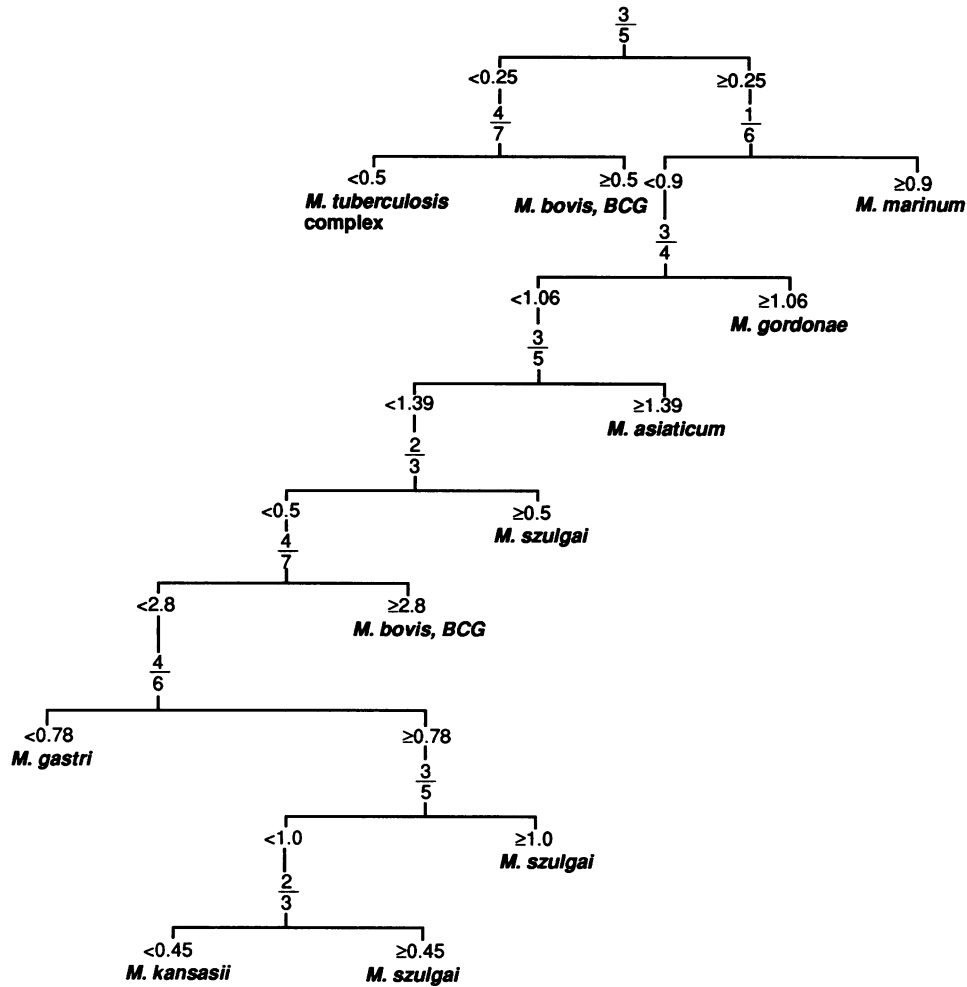 3
5
<0.25 ≥0.25
4 1
7 6
<0.5 ≥0.5 <0.9 ≥0.9
M. tuberculosis M. bovis, BCG M. marinum
complex
3
4
<1.06 ≥1.06
M. gordonae
3
5
<1.39 ≥1.39
M. asiaticum
2
3
<0.5 ≥0.5
M. szulgai
4
7
<2.8 ≥2.8
M. bovis, BCG
4
6
<0.78 ≥0.78
M. gastri
3
5
<1.0 ≥1.0
M. szulgai
2
3
<0.45 ≥0.45
M. kansasii M. szulgai